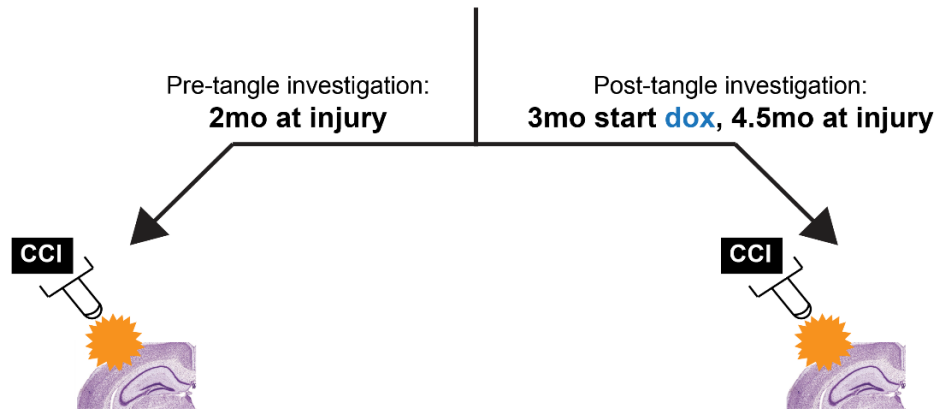 Pre-tangle investigation:
2mo at injury
Post-tangle investigation:
3mo start dox, 4.5mo at injury
CCI
CCI